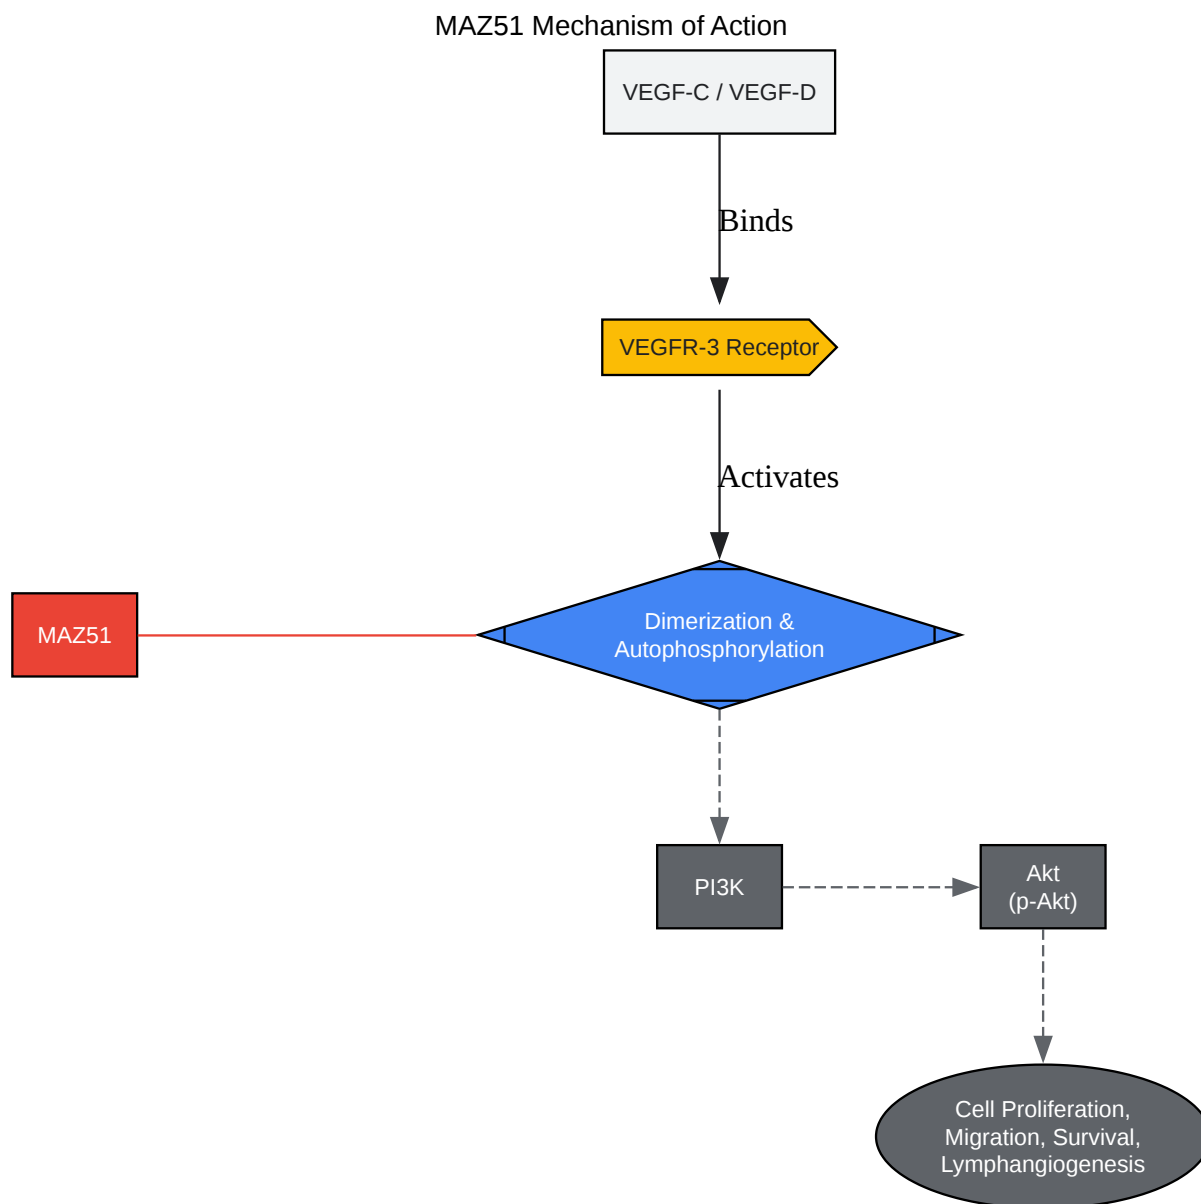 MAZ51 Mechanism of Action
VEGF-C / VEGF-D
Binds
VEGFR-3 Receptor
Activates
MAZ51
Dimerization &
Autophosphorylation
PI3K
Akt
(p-Akt)
Cell Proliferation,
Migration, Survival,
Lymphangiogenesis